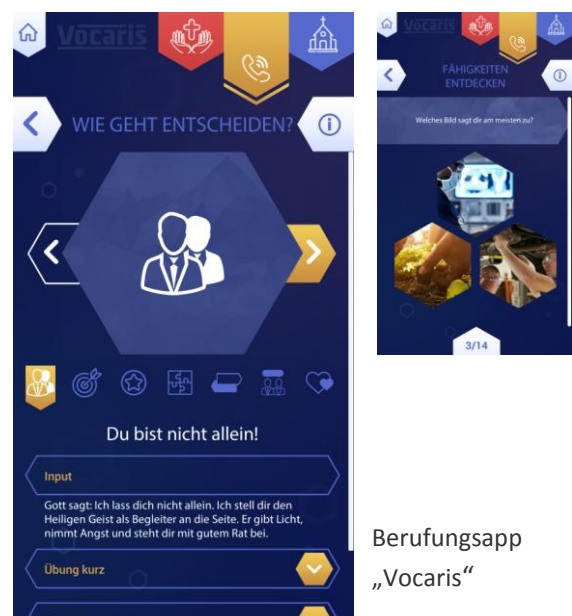 Vocaris
WIE GEHT ENTSCHEIDEN?
Du bist nicht allein!
Input
Gott sagt: Ich lass dich nicht allein. Ich stell dir den
Heiligen Geist als Begleiter an die Seite. Er gibt Licht,
nimmt Angst und steht dir mit gutem Rat bei.
Übung kurz
Vocaris
FÄHIGKEITEN
ENTDECKEN
Welches Bild sagt dir am meisten zu?
3/14
Berufungsapp
„Vocaris“